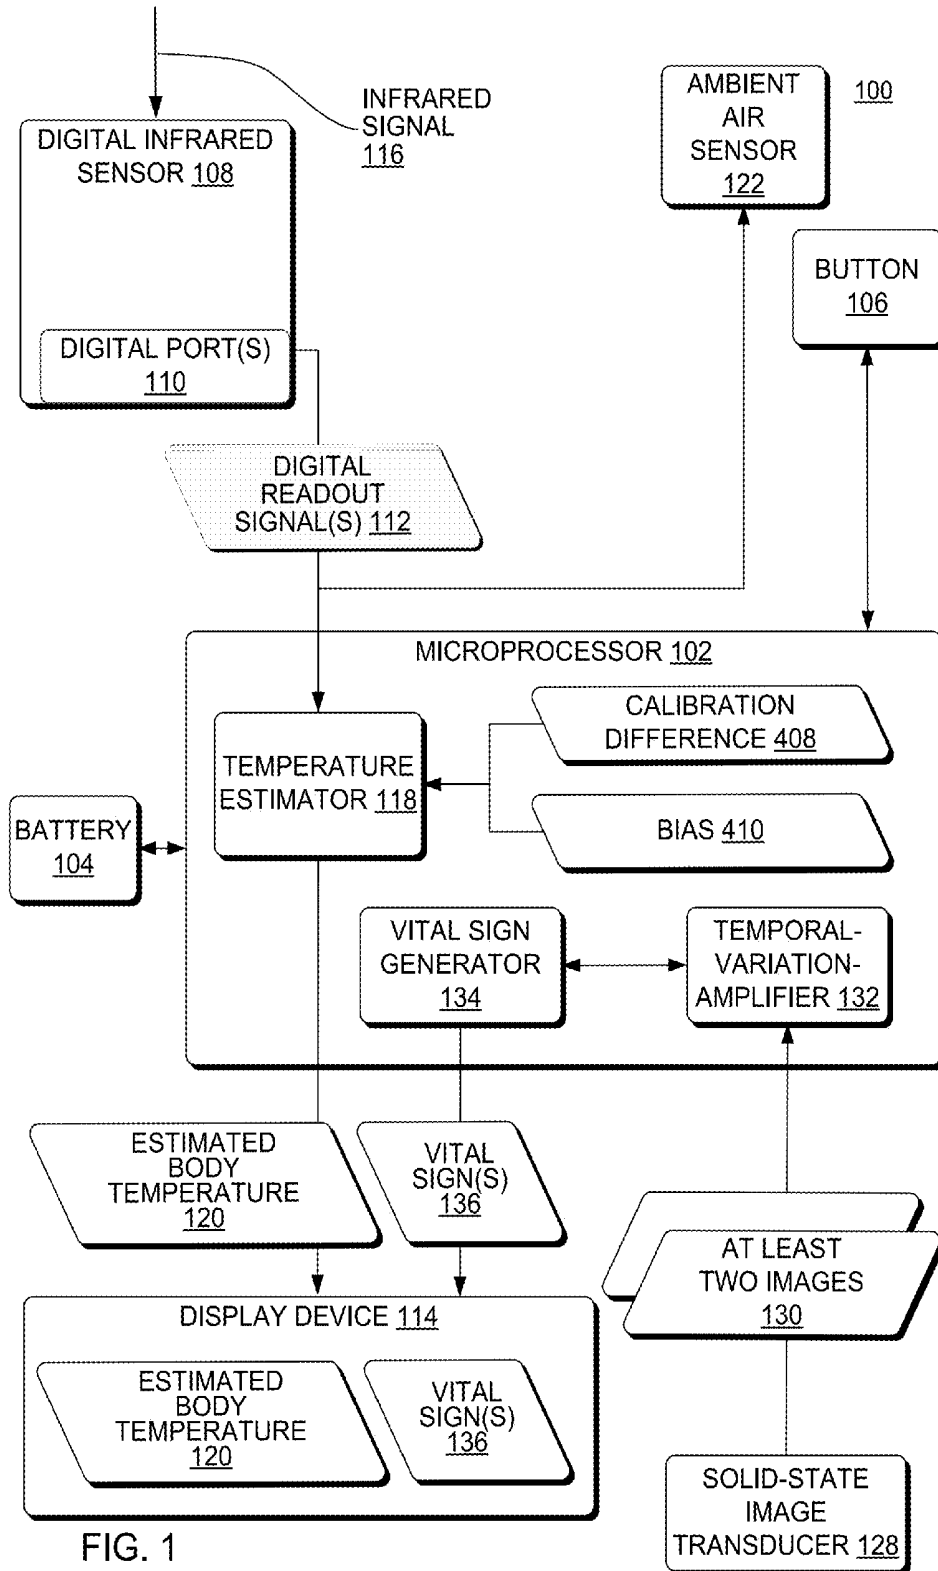 INFRARED
SIGNAL
116
DIGITAL INFRARED
SENSOR 108
AMBIENT
AIR
SENSOR
122
100
BUTTON
106
DIGITAL PORT(S)
110
DIGITAL
READOUT
SIGNAL(S) 112
MICROPROCESSOR 102
CALIBRATION
DIFFERENCE 408
TEMPERATURE
ESTIMATOR 118
BIAS 410
BATTERY
104
VITAL SIGN
GENERATOR
134
TEMPORAL-
VARIATION-
AMPLIFIER 132
ESTIMATED
BODY
TEMPERATURE
120
VITAL
SIGN(S)
136
AT LEAST
TWO IMAGES
130
DISPLAY DEVICE 114
ESTIMATED
BODY
TEMPERATURE
120
VITAL
SIGN(S)
136
SOLID-STATE
IMAGE
TRANSDUCER 128
FIG. 1